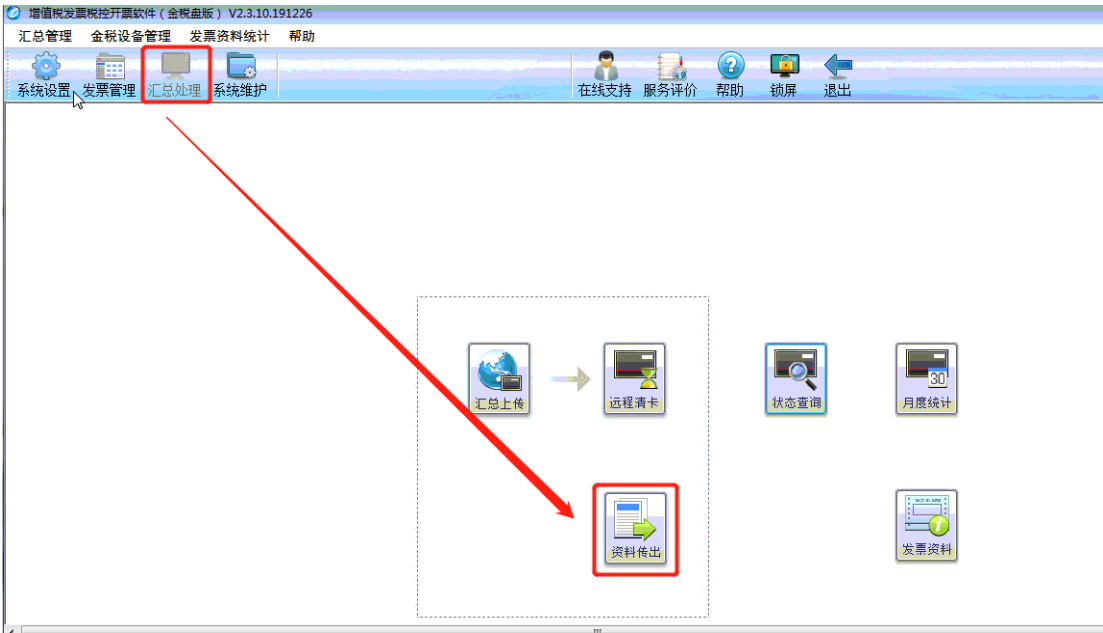 增值税发票税控开票软件（金税盘版） V2.3.10.191226
汇总管理 金税设备管理 发票资料统计 帮助
系统设置 发票管理 汇总处理 系统维护 在线支持 服务评价 帮助 锁屏 退出
汇总上传 远程清卡 状态查询 月度统计
30
资料传出 发票资料